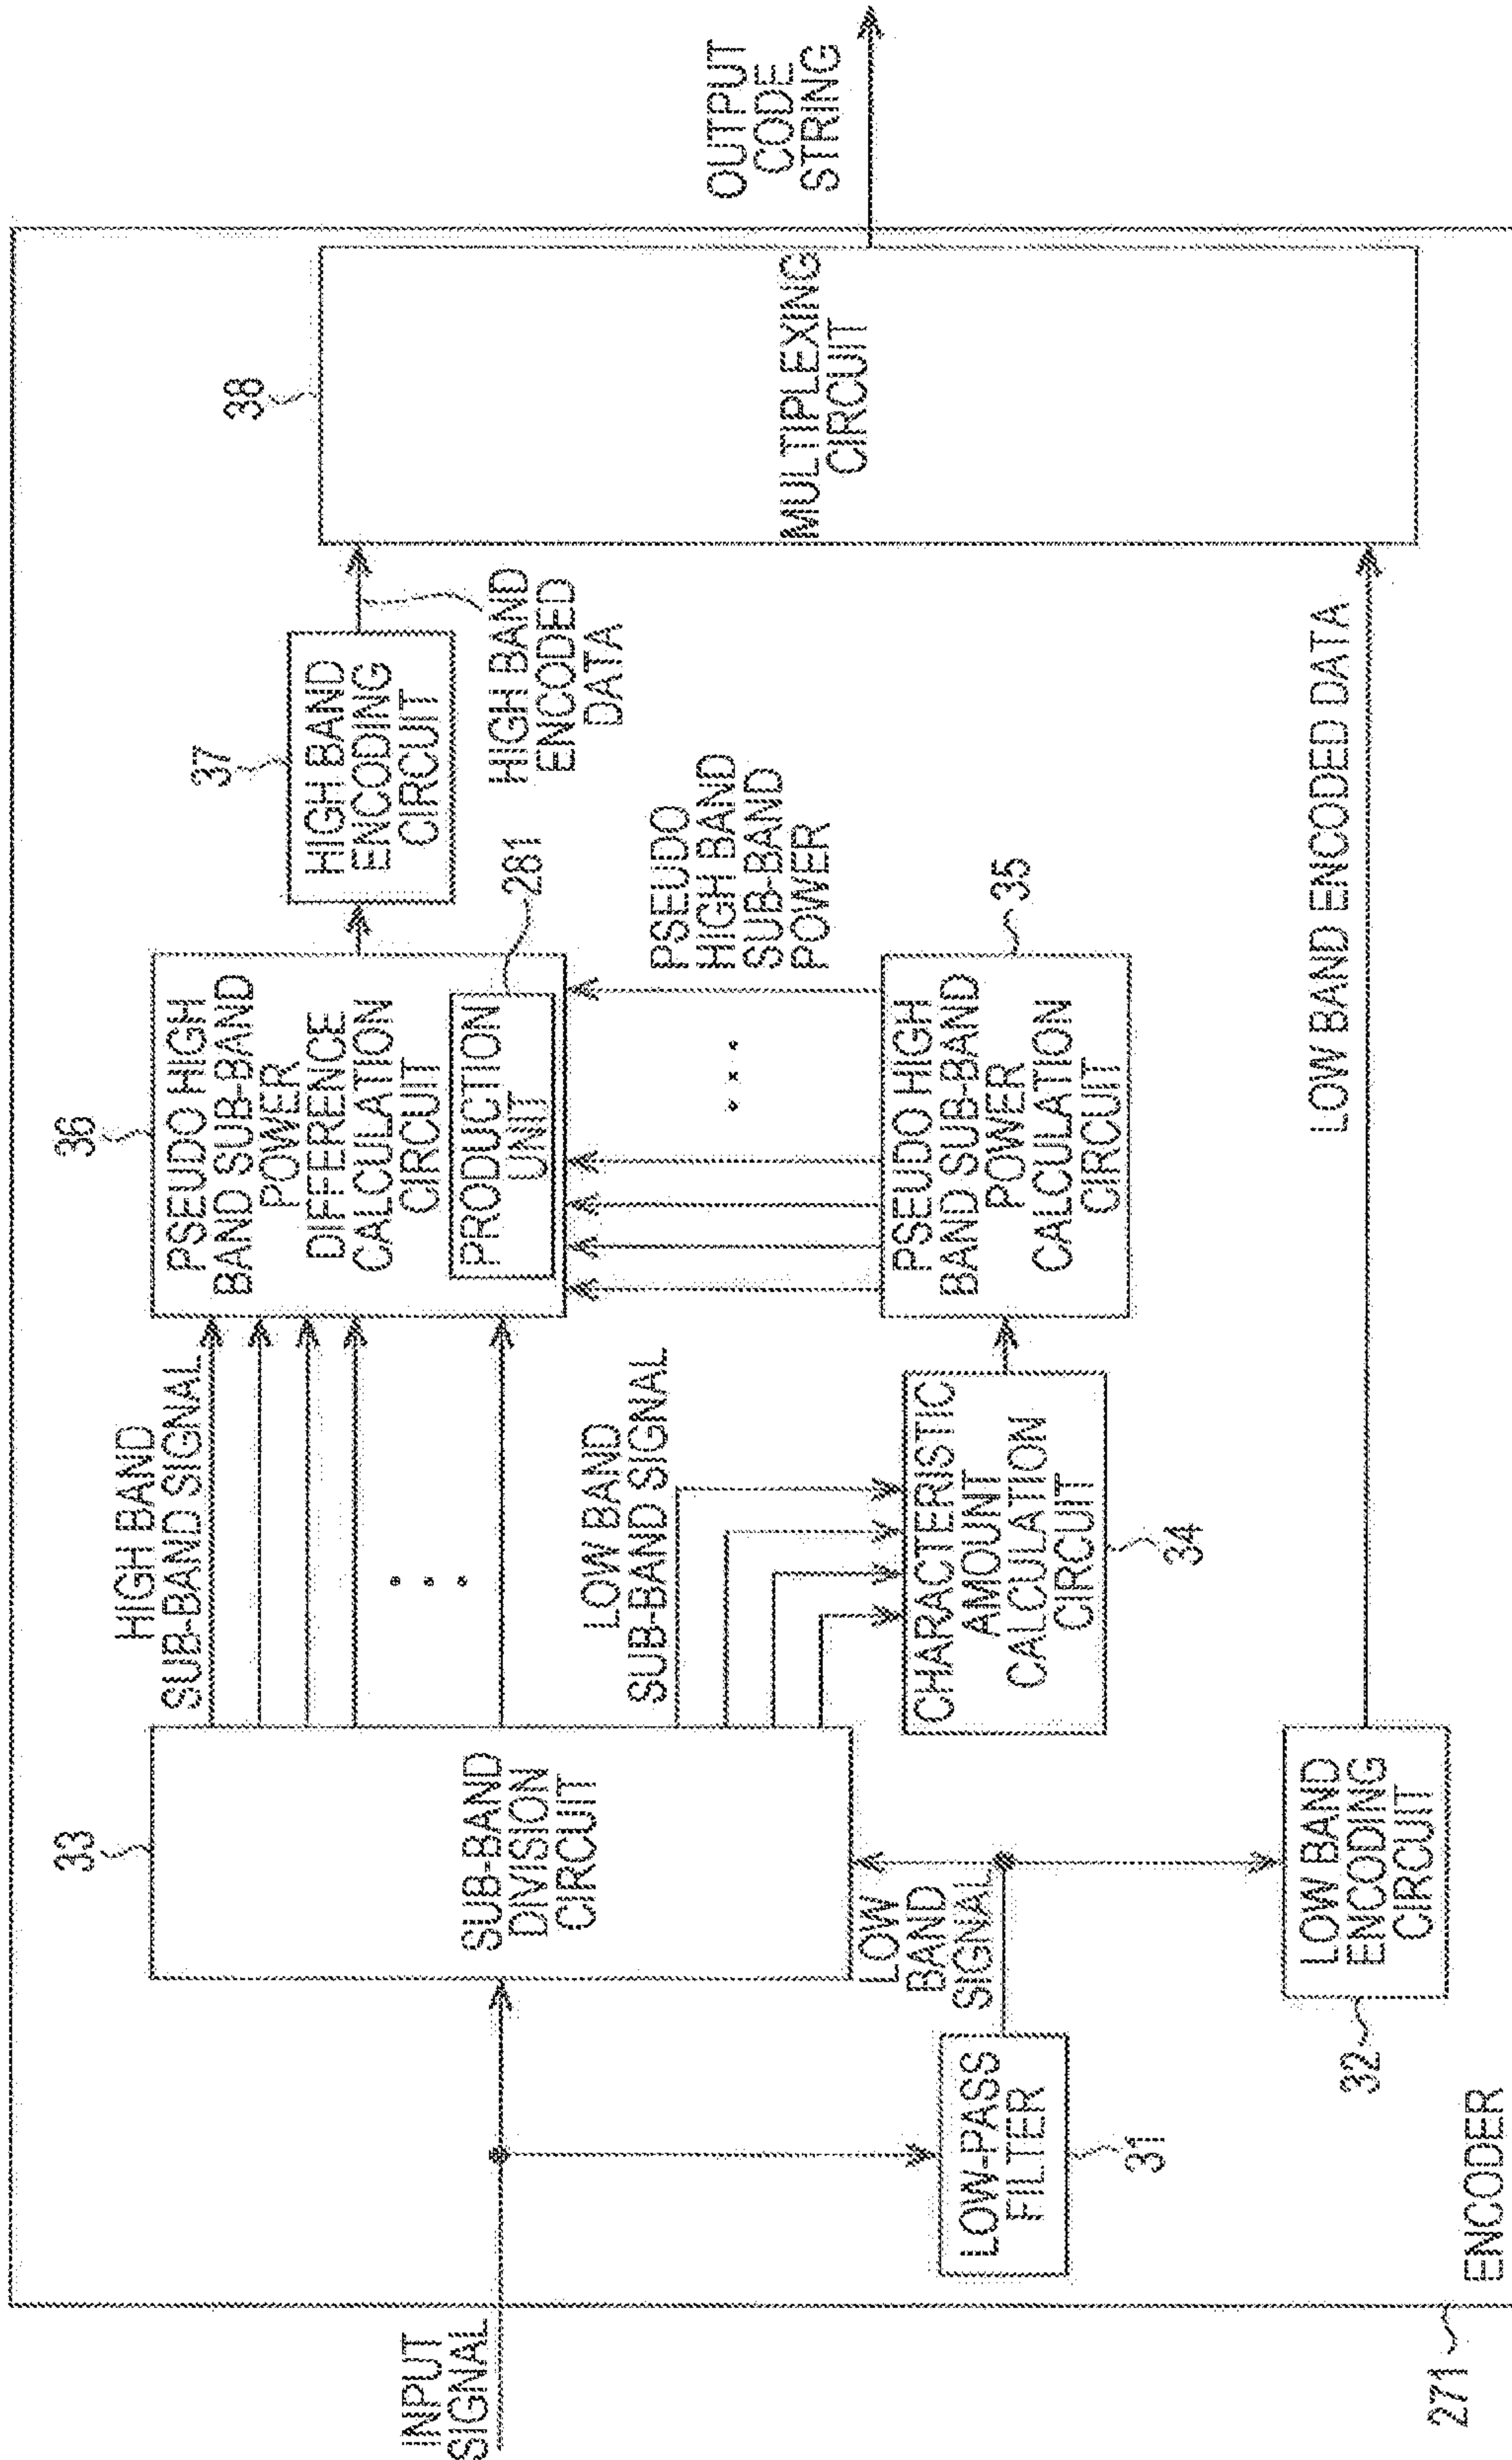 INPUT
SIGNAL
33
SUB-BAND
DIVISION
CIRCUIT
HIGH BAND
SUB-BAND SIGNAL
LOW BAND
SUB-BAND SIGNAL
36
PSEUDO HIGH
BAND SUB-BAND
POWER
DIFFERENCE
CALCULATION
CIRCUIT
PRODUCTION
UNIT
281
37
HIGH BAND
ENCODING
CIRCUIT
HIGH BAND
ENCODED
DATA
38
MULTIPLEXING
CIRCUIT
OUTPUT
CODE
STRING
PSEUDO
HIGH BAND
SUB-BAND
POWER
35
PSEUDO HIGH
BAND SUB-BAND
POWER
CALCULATION
CIRCUIT
CHARACTERISTIC
AMOUNT
CALCULATION
CIRCUIT
34
LOW
BAND
SIGNAL
LOW-PASS
FILTER
31
LOW BAND
ENCODING
CIRCUIT
32
LOW BAND ENCODED DATA
ENCODER
271